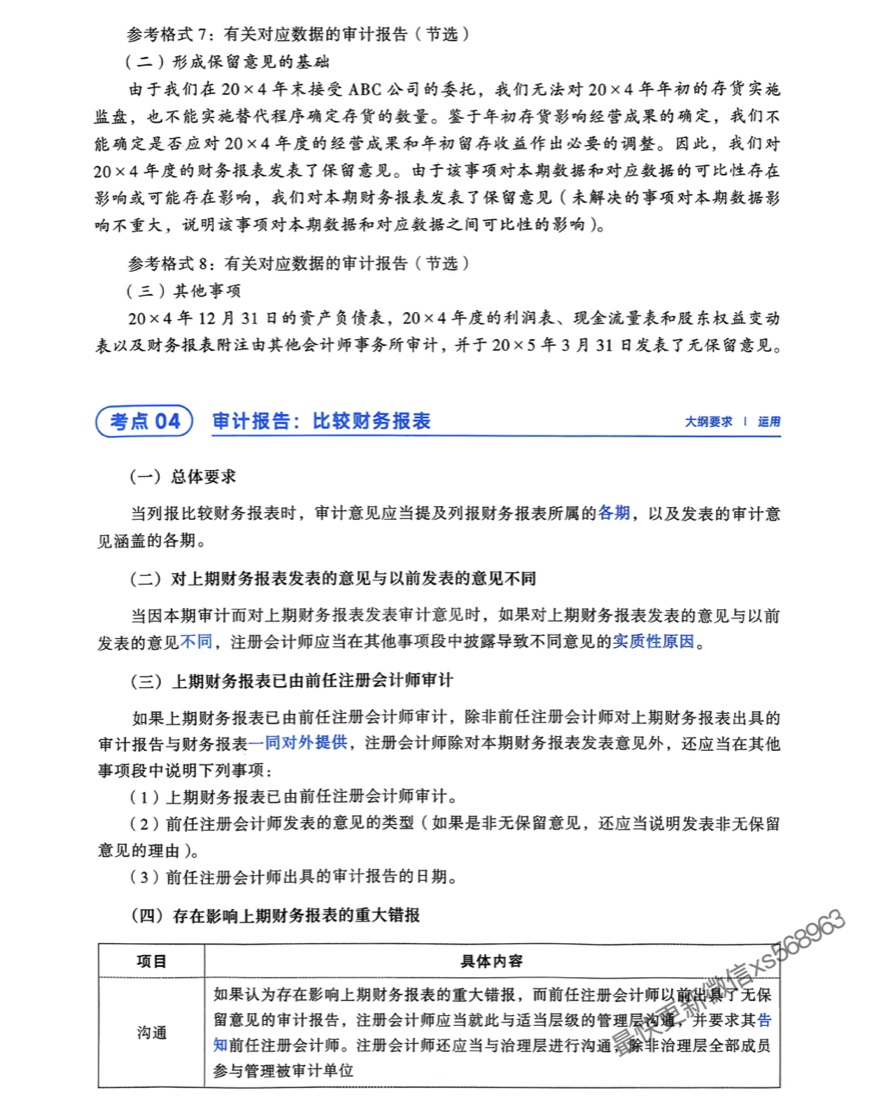 参考格式7：有关对应数据的审计报告（节选）
（二）形成保留意见的基础
由于我们在20×4年末接受ABC公司的委托，我们无法对20×4年年初的存货实施
监盘，也不能实施替代程序确定存货的数量。鉴于年初存货影响经营成果的确定，我们不
能确定是否应对20×4年度的经营成果和年初留存收益作出必要的调整。因此，我们对
20×4年度的财务报表发表了保留意见。由于该事项对本期数据和对应数据的可比性存在
影响或可能存在影响，我们对本期财务报表发表了保留意见（未解决的事项对本期数据影
响不重大，说明该事项对本期数据和对应数据之间可比性的影响）。
参考格式8：有关对应数据的审计报告（节选）
（三）其他事项
20×4年12月31日的资产负债表，20×4年度的利润表、现金流量表和股东权益变动
表以及财务报表附注由其他会计师事务所审计，并于20×5年3月31日发表了无保留意见。
考点04 审计报告：比较财务报表 大纲要求 | 运用
（一）总体要求
当列报比较财务报表时，审计意见应当提及列报财务报表所属的各期，以及发表的审计意
见涵盖的各期。
（二）对上期财务报表发表的意见与以前发表的意见不同
当因本期审计而对上期财务报表发表审计意见时，如果对上期财务报表发表的意见与以前
发表的意见不同，注册会计师应当在其他事项段中披露导致不同意见的实质性原因。
（三）上期财务报表已由前任注册会计师审计
如果上期财务报表已由前任注册会计师审计，除非前任注册会计师对上期财务报表出具的
审计报告与财务报表一同对外提供，注册会计师除对本期财务报表发表意见外，还应当在其他
事项段中说明下列事项：
（1）上期财务报表已由前任注册会计师审计。
（2）前任注册会计师发表的意见的类型（如果是非无保留意见，还应当说明发表非无保留
意见的理由）。
（3）前任注册会计师出具的审计报告的日期。
（四）存在影响上期财务报表的重大错报
项目 具体内容
沟通
如果认为存在影响上期财务报表的重大错报，而前任注册会计师以前出具了无保
留意见的审计报告，注册会计师应当就此与适当层级的管理层沟通，并要求其告
知前任注册会计师。注册会计师还应当与治理层进行沟通，除非治理层全部成员
参与管理被审计单位
最快更新微信xs568963